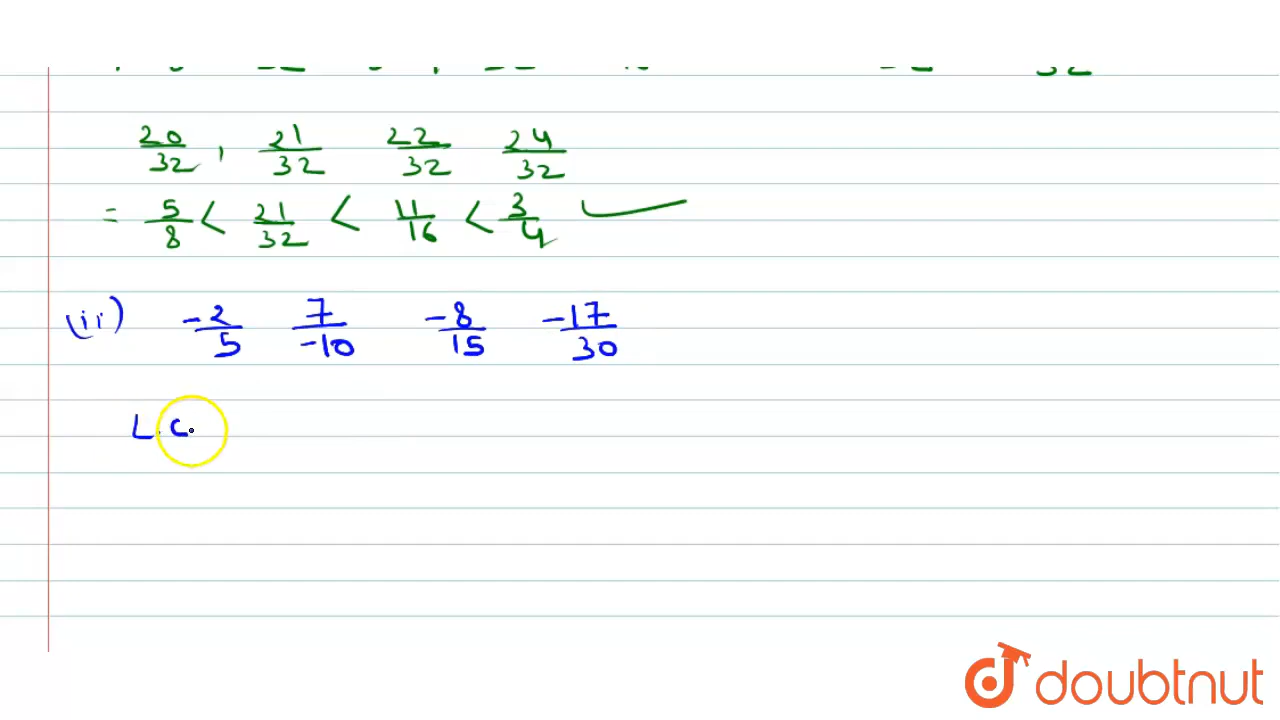 20/32, 21/32 22/32 24/32
= 5/8 < 21/32 < 11/16 < 3/4
(ii) -2/5 7/-10 -8/15 -17/30
L.C.
doubtnut